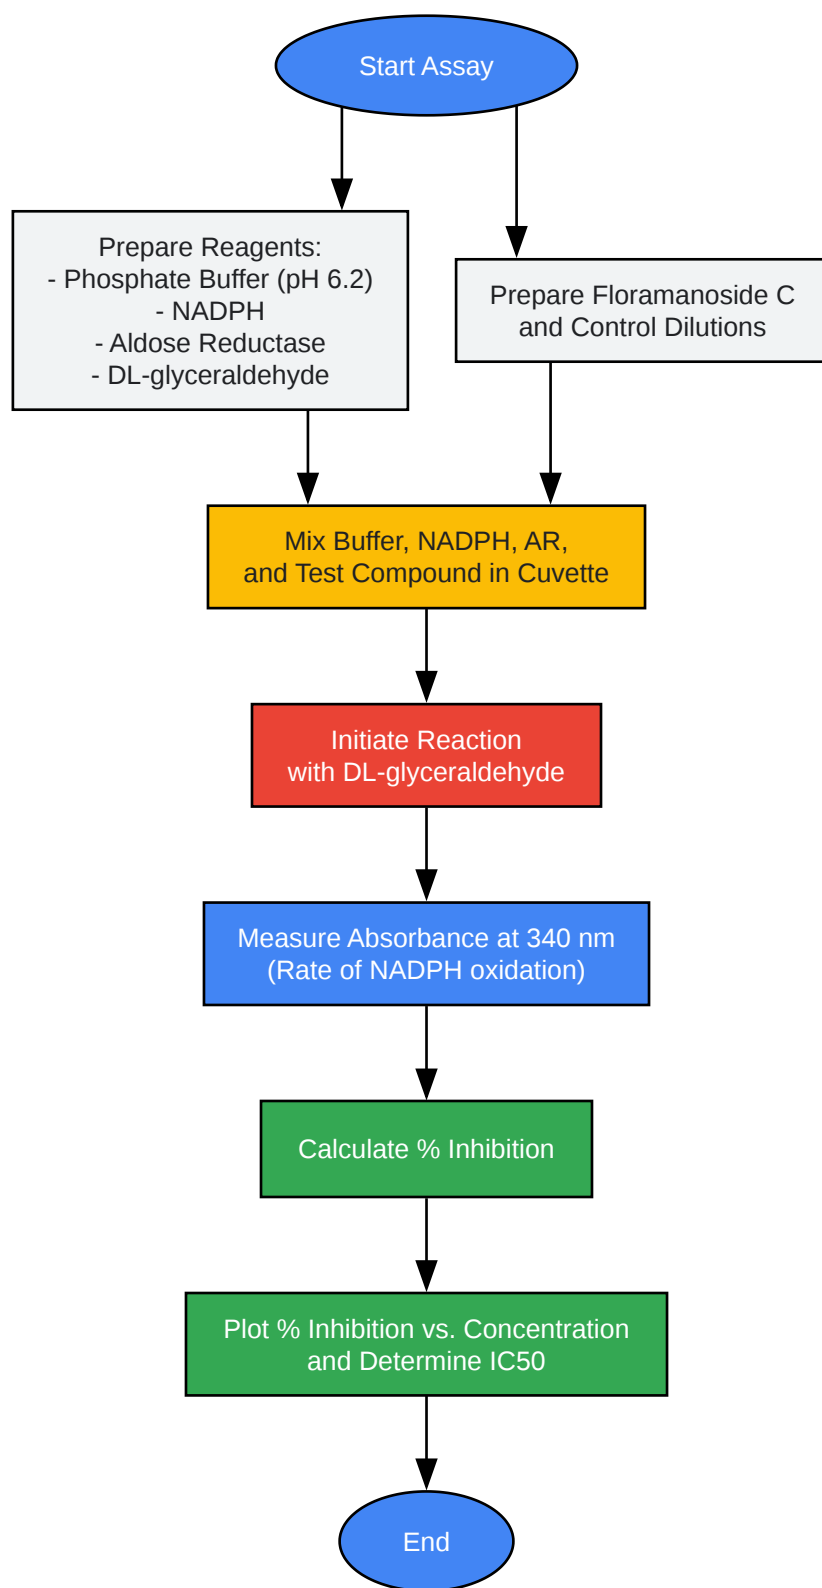 Start Assay
Prepare Reagents:
- Phosphate Buffer (pH 6.2)
- NADPH
- Aldose Reductase
- DL-glyceraldehyde
Prepare Floramanoside C
and Control Dilutions
Mix Buffer, NADPH, AR,
and Test Compound in Cuvette
Initiate Reaction
with DL-glyceraldehyde
Measure Absorbance at 340 nm
(Rate of NADPH oxidation)
Calculate % Inhibition
Plot % Inhibition vs. Concentration
and Determine IC50
End